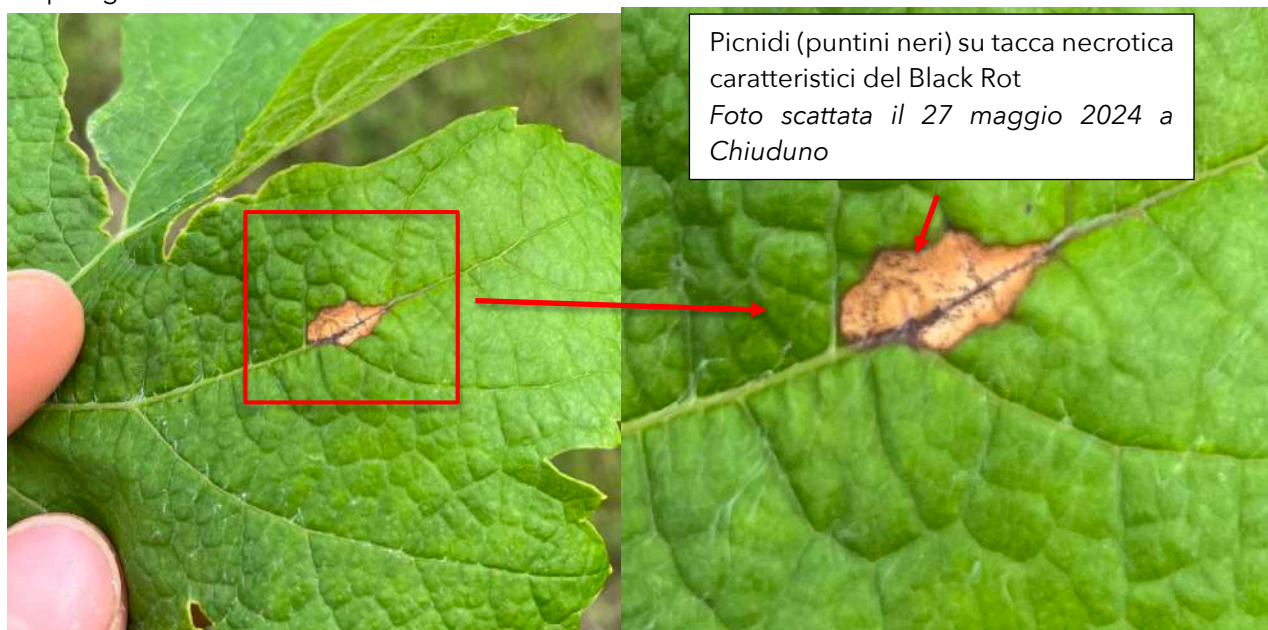 Picnidi (puntini neri) su tacca necrotica
caratteristici del Black Rot
Foto scattata il 27 maggio 2024 a
Chiuduno